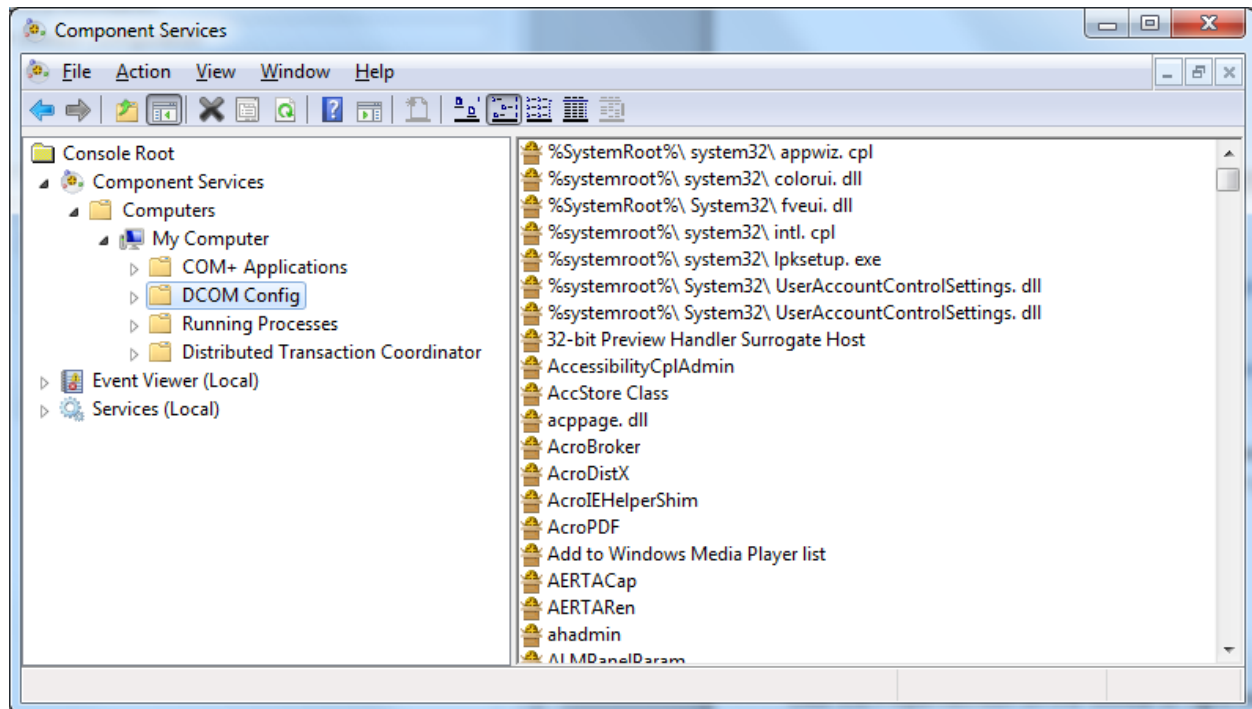 Component Services
File Action View Window Help
Console Root
Component Services
Computers
My Computer
COM+ Applications
DCOM Config
Running Processes
Distributed Transaction Coordinator
Event Viewer (Local)
Services (Local)
%SystemRoot%\ system32\ appwiz. cpl
%systemroot%\ system32\ colorui. dll
%SystemRoot%\ System32\ fveui. dll
%systemroot%\ system32\ intl. cpl
%systemroot%\ system32\ lpksetup. exe
%systemroot%\ System32\ UserAccountControlSettings. dll
%systemroot%\ System32\ UserAccountControlSettings. dll
32-bit Preview Handler Surrogate Host
AccessibilityCplAdmin
AccStore Class
acppage. dll
AcroBroker
AcroDistX
AcroIEHelperShim
AcroPDF
Add to Windows Media Player list
AERTACap
AERTARen
ahadmin
ALMPanelParam